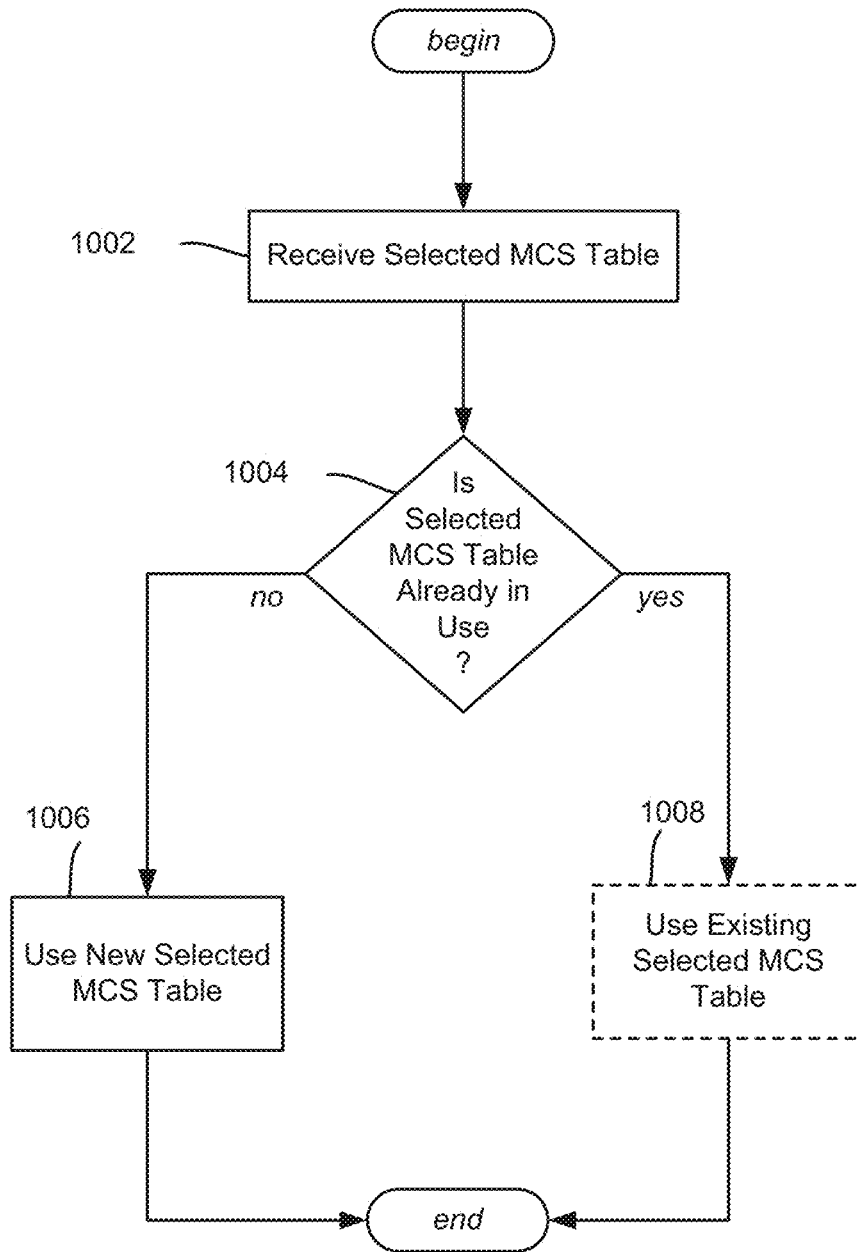 begin
1002
Receive Selected MCS Table
1004
Is
Selected
MCS Table
Already in
Use
?
no
yes
1006
Use New Selected
MCS Table
1008
Use Existing
Selected MCS
Table
end